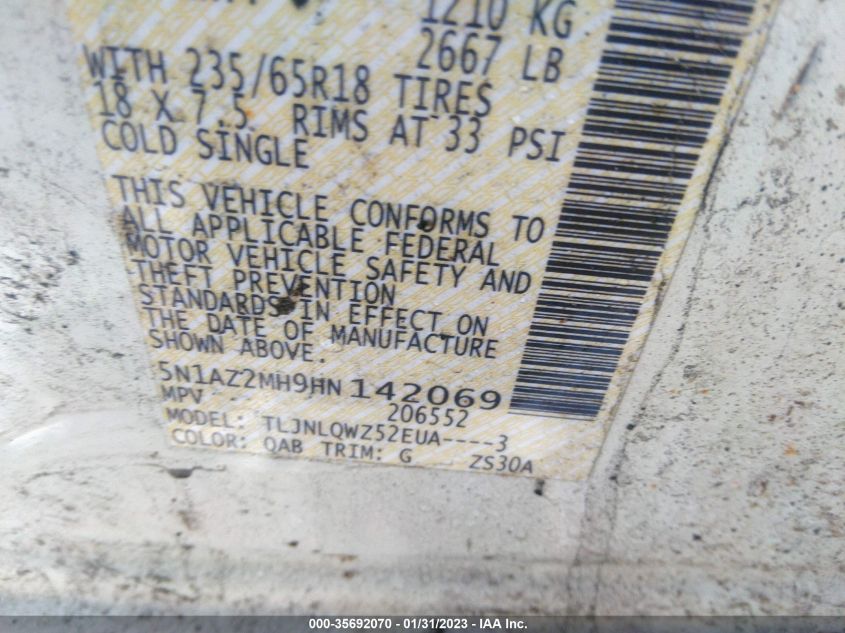 1210 KG
2667 LB
WITH 235/65R18 TIRES
18 X 7.5 RIMS AT 33 PSI
COLD SINGLE
THIS VEHICLE CONFORMS TO
ALL APPLICABLE FEDERAL
MOTOR VEHICLE SAFETY AND
THEFT PREVENTION
STANDARDS IN EFFECT ON
THE DATE OF MANUFACTURE
SHOWN ABOVE.
5N1AZ2MH9HN142069
MPV 206552
MODEL: TLJNLQWZ52EUA----3
COLOR: QAB TRIM: G ZS30A
000-35692070 - 01/31/2023 - IAA Inc.